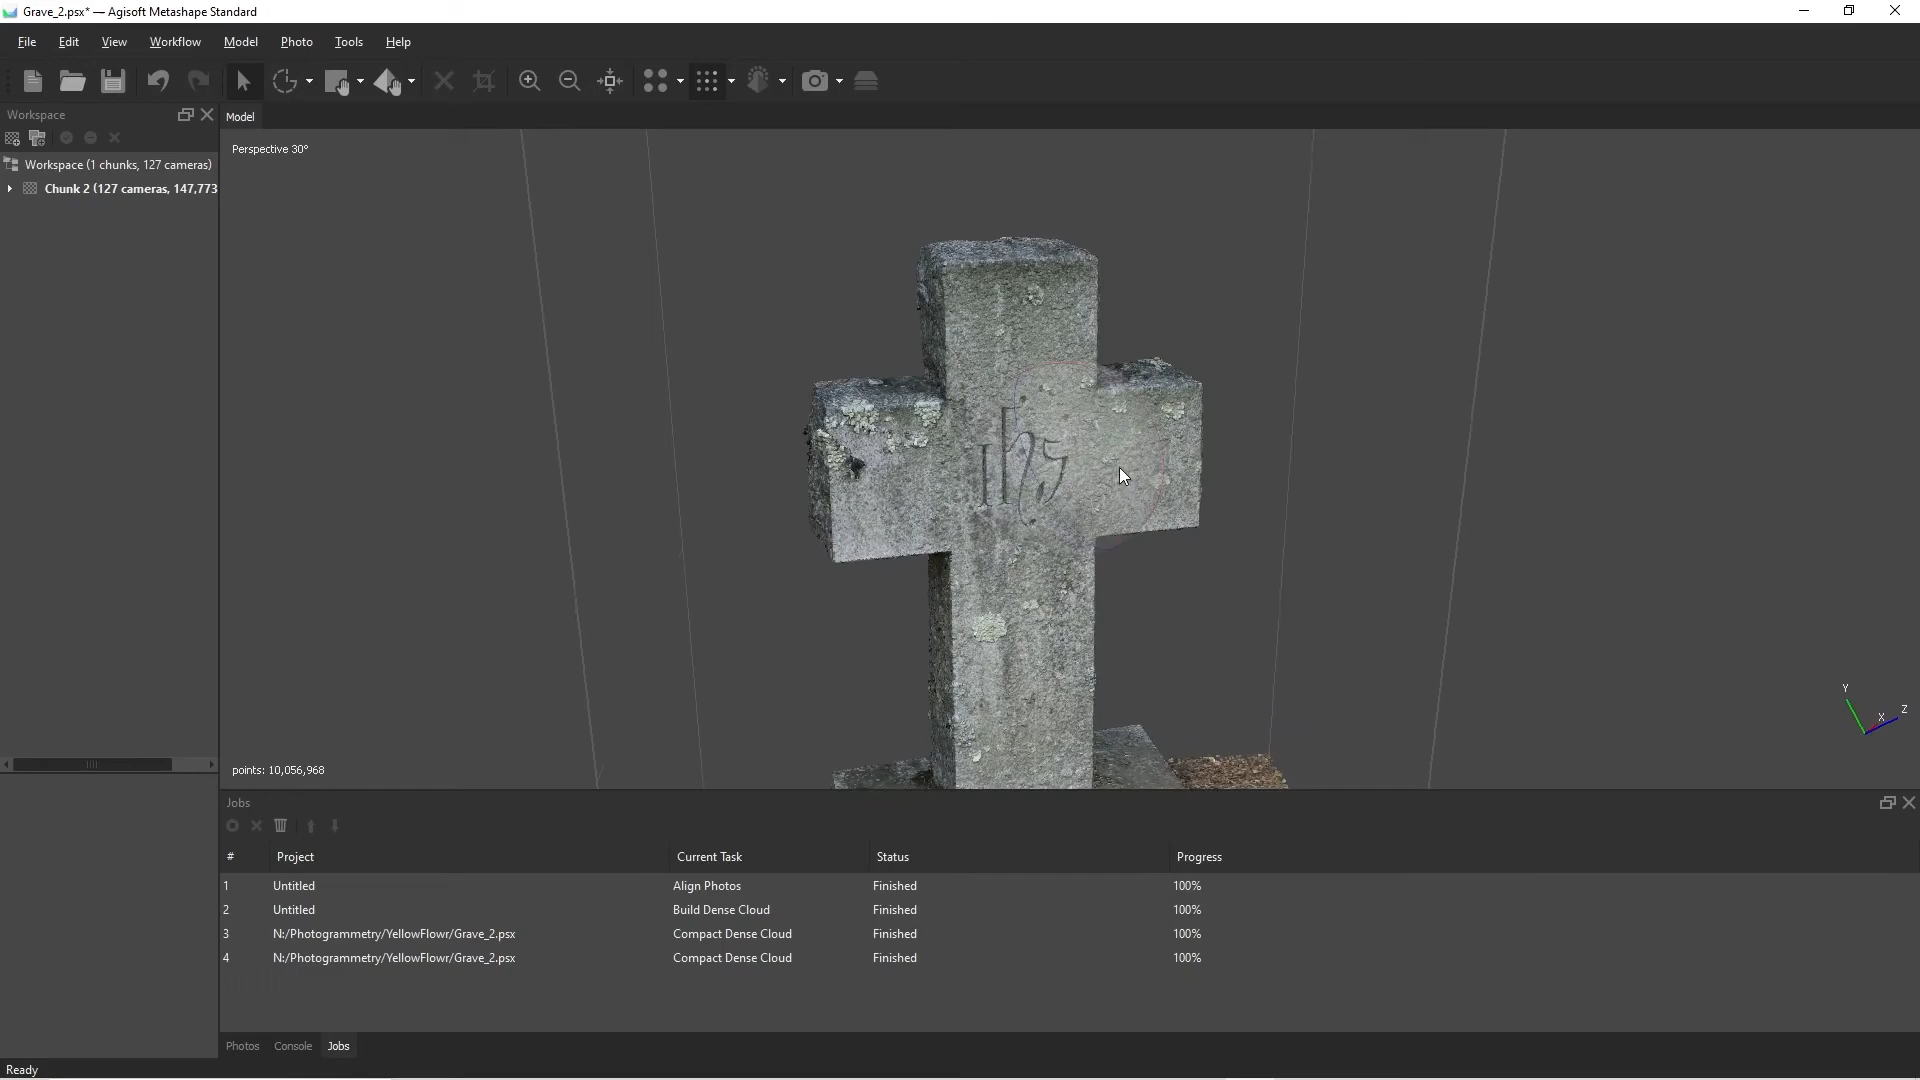 Grave_2.psx* — Agisoft Metashape Standard
File Edit View Workflow Model Photo Tools Help
Workspace
Model
Perspective 30°
Workspace (1 chunks, 127 cameras)
Chunk 2 (127 cameras, 147,773
Ihs
Y
X
Z
points: 10,056,968
Jobs
# Project Current Task Status Progress
1 Untitled Align Photos Finished 100%
2 Untitled Build Dense Cloud Finished 100%
3 N:/Photogrammetry/YellowFlowr/Grave_2.psx Compact Dense Cloud Finished 100%
4 N:/Photogrammetry/YellowFlowr/Grave_2.psx Compact Dense Cloud Finished 100%
Photos Console Jobs
Ready